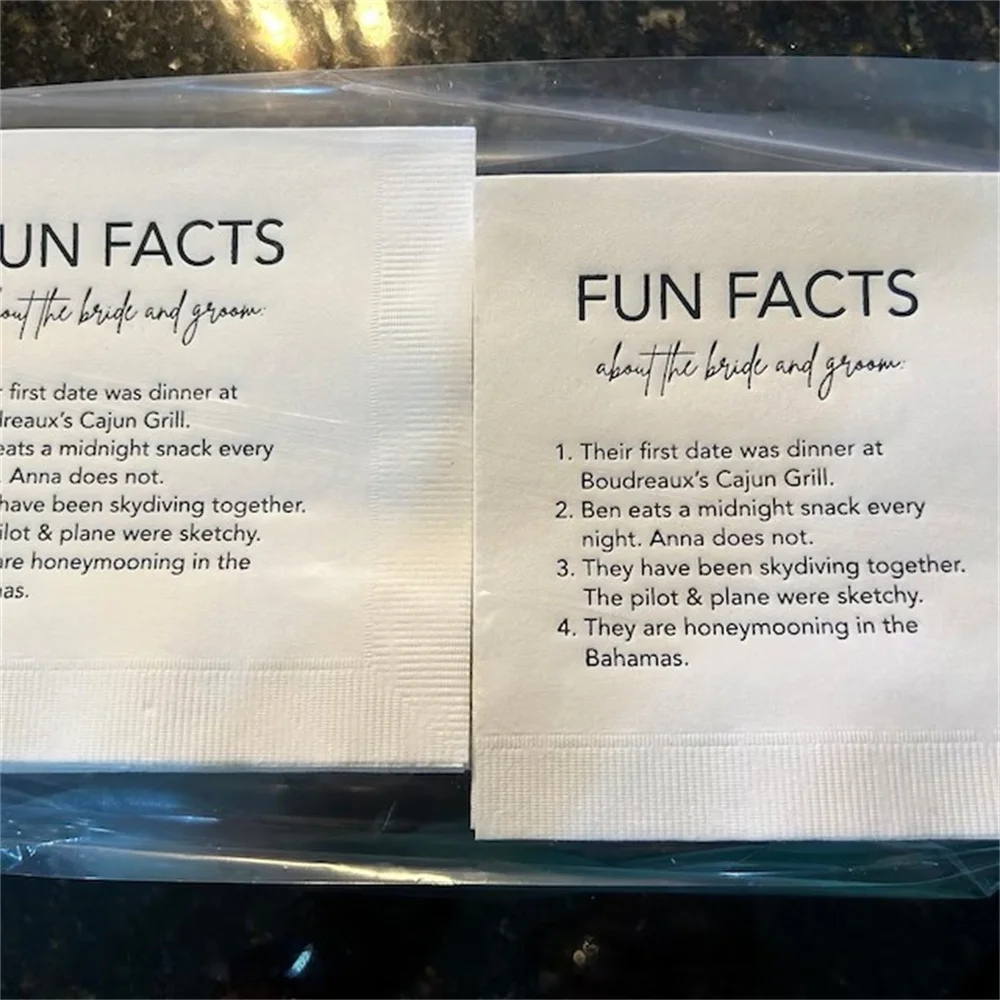 UN FACTS
out the bride and groom:
first date was dinner at
reaux's Cajun Grill.
eats a midnight snack every
. Anna does not.
have been skydiving together.
ilot & plane were sketchy.
are honeymooning in the
as.
FUN FACTS
about the bride and groom:
1. Their first date was dinner at
Boudreaux's Cajun Grill.
2. Ben eats a midnight snack every
night. Anna does not.
3. They have been skydiving together.
The pilot & plane were sketchy.
4. They are honeymooning in the
Bahamas.